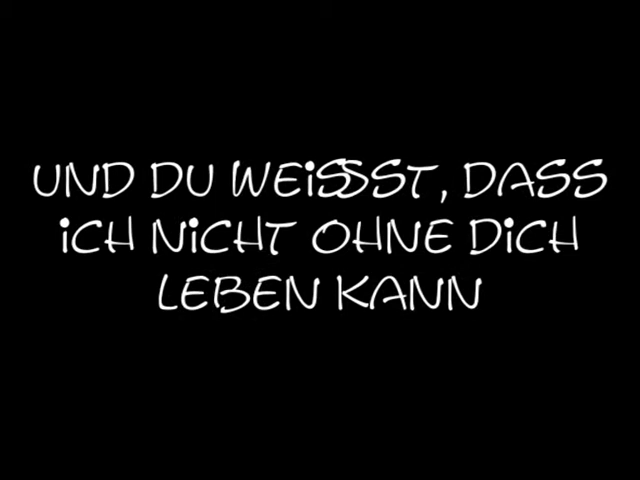 UND DU WEiSSST, DASS
iCH NiCHT OHNE DiCH
LEBEN KANN